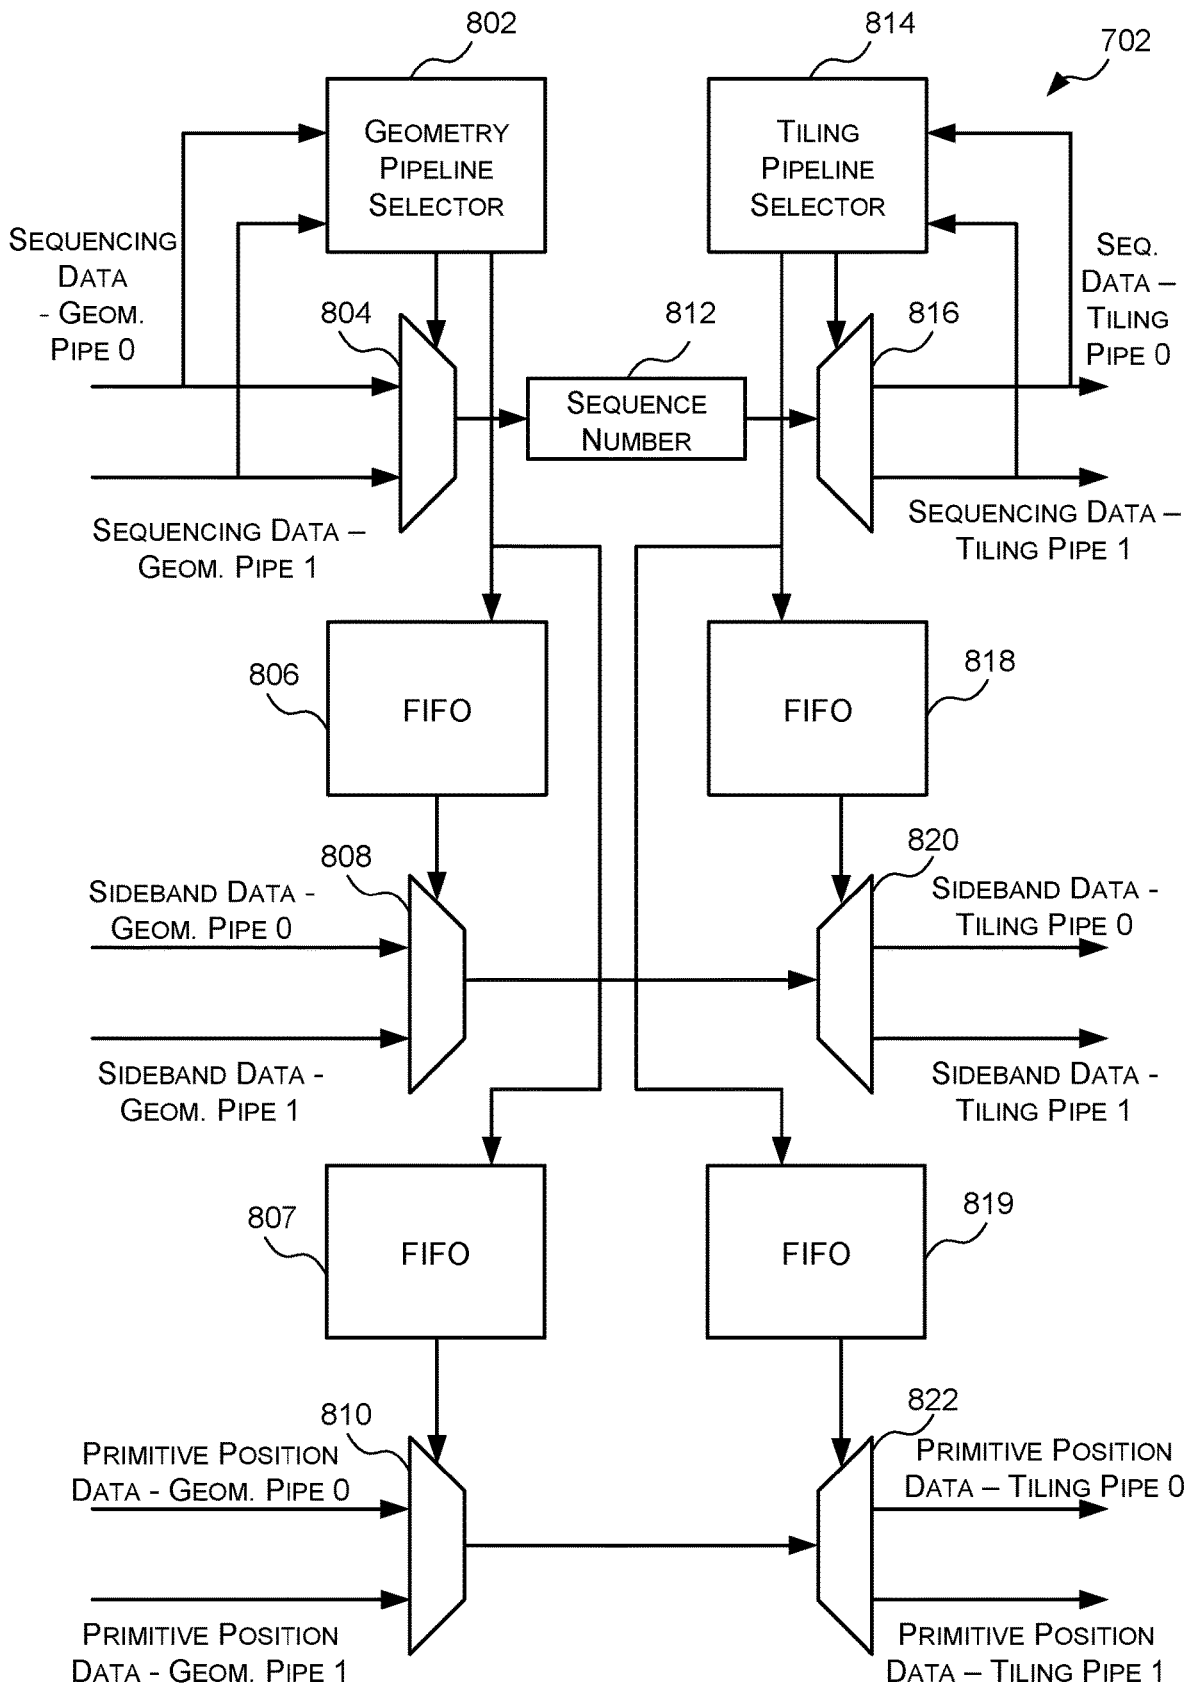 802
814
702
GEOMETRY
PIPELINE
SELECTOR
TILING
PIPELINE
SELECTOR
SEQUENCING
DATA
- GEOM.
PIPE 0
SEQ.
DATA –
TILING
PIPE 0
804
812
816
SEQUENCE
NUMBER
SEQUENCING DATA –
GEOM. PIPE 1
SEQUENCING DATA –
TILING PIPE 1
806
FIFO
818
FIFO
808
820
SIDEBAND DATA -
GEOM. PIPE 0
SIDEBAND DATA -
TILING PIPE 0
SIDEBAND DATA -
GEOM. PIPE 1
SIDEBAND DATA -
TILING PIPE 1
807
FIFO
819
FIFO
810
822
PRIMITIVE POSITION
DATA - GEOM. PIPE 0
PRIMITIVE POSITION
DATA – TILING PIPE 0
PRIMITIVE POSITION
DATA - GEOM. PIPE 1
PRIMITIVE POSITION
DATA – TILING PIPE 1